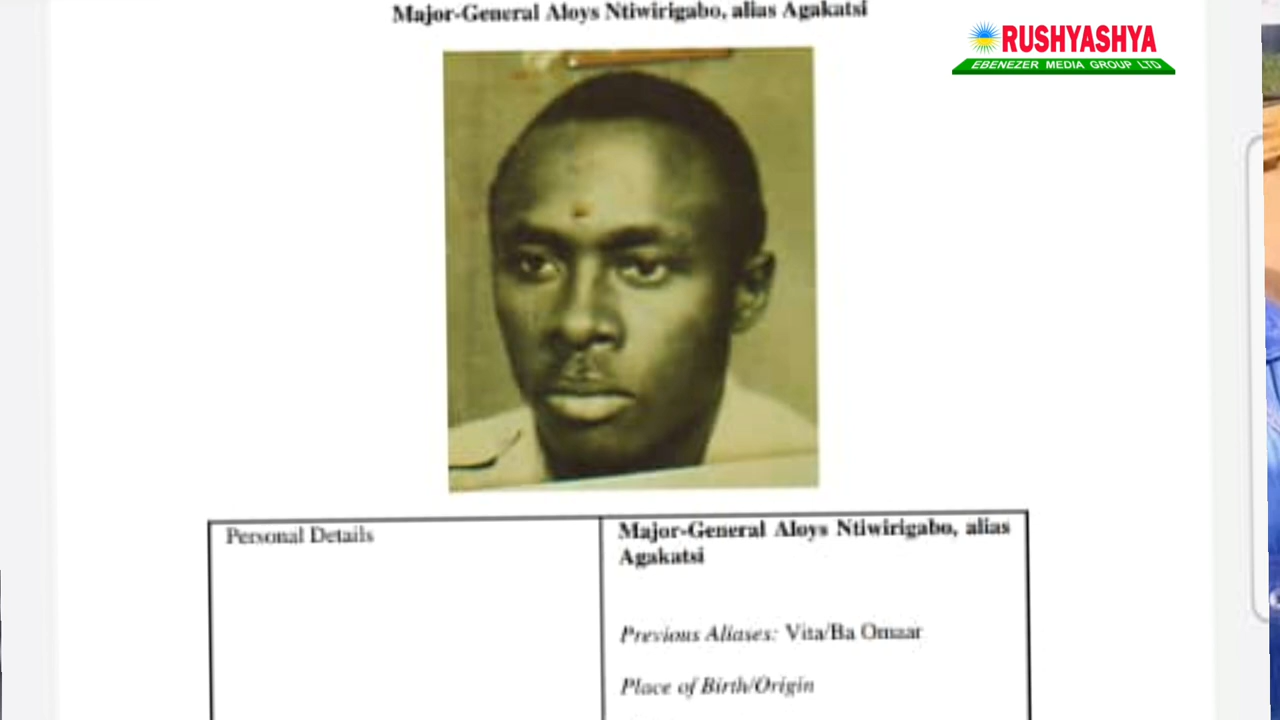 Major-General Aloys Ntiwirigabo, alias Agakatsi
RUSHYASHYA
EBENEZER MEDIA GROUP LTD
Personal Details
Major-General Aloys Ntiwirigabo, alias
Agakatsi
Previous Aliases: Vita/Ba Omaar
Place of Birth/Origin